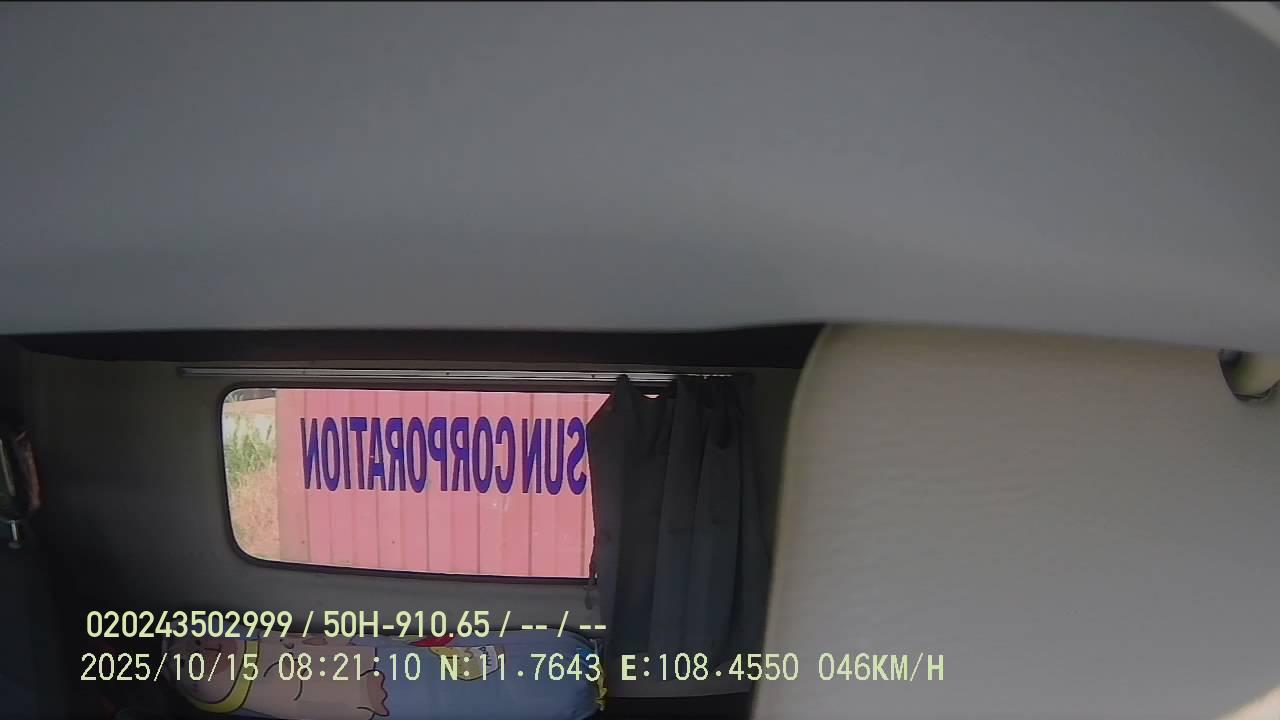 SUN CORPORATION
020243502999 / 50H-910.65 / -- / --
2025/10/15 08:21:10 N:11.7643 E:108.4550 046KM/H